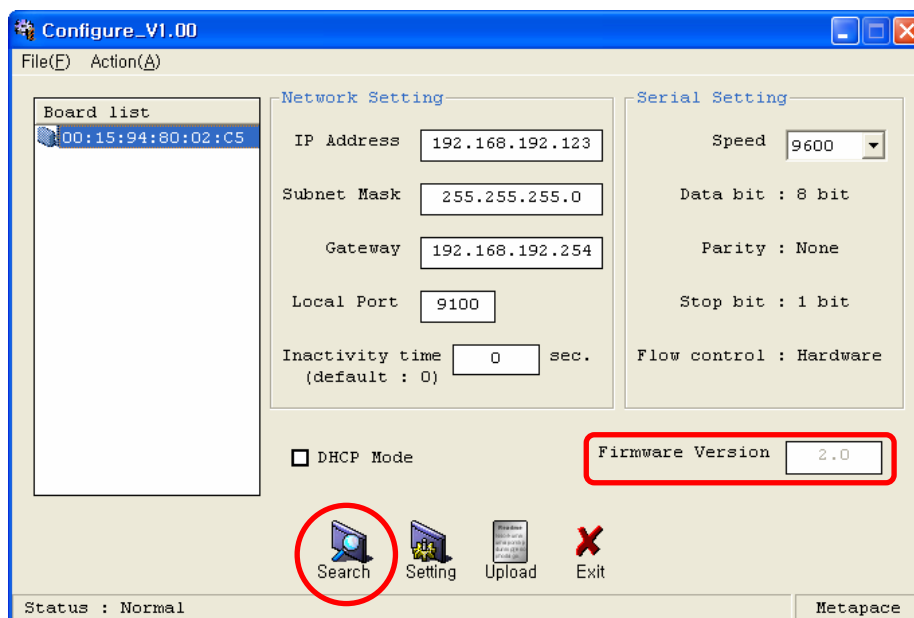 Configure_V1.00
File(F) Action(A)
Board list
00:15:94:80:02:C5
Network Setting
IP Address 192.168.192.123
Subnet Mask 255.255.255.0
Gateway 192.168.192.254
Local Port 9100
Inactivity time 0 sec.
(default : 0)
Serial Setting
Speed 9600
Data bit : 8 bit
Parity : None
Stop bit : 1 bit
Flow control : Hardware
DHCP Mode
Firmware Version 2.0
Search Setting Upload Exit
Status : Normal Metapace